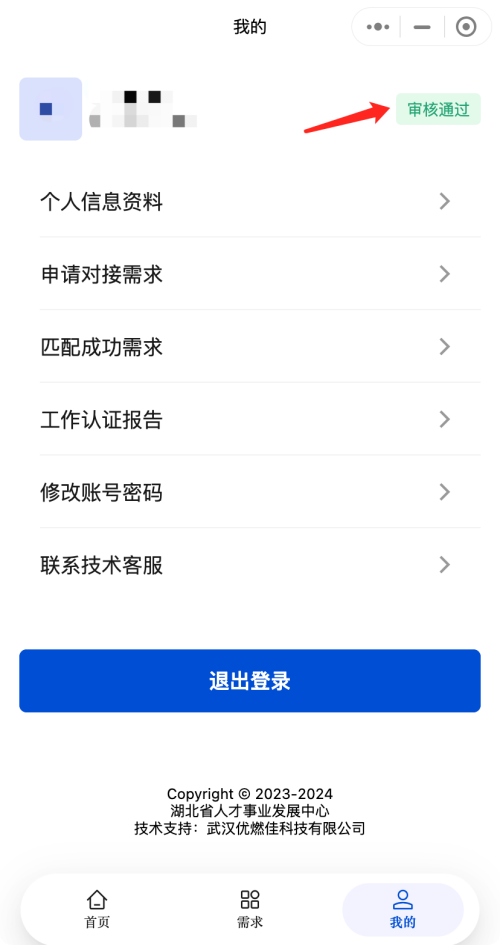 我的
审核通过
个人信息资料
申请对接需求
匹配成功需求
工作认证报告
修改账号密码
联系技术客服
退出登录
Copyright © 2023-2024
湖北省人才事业发展中心
技术支持：武汉优燃佳科技有限公司
首页
需求
我的